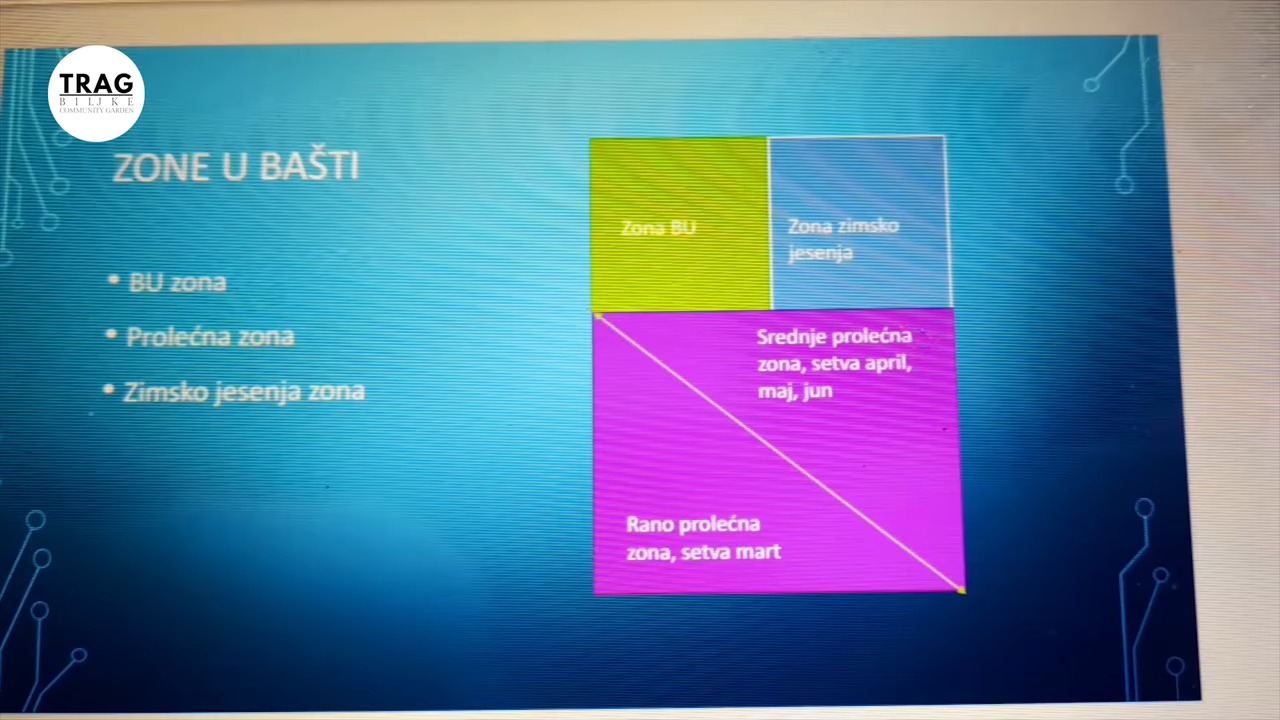 TRAG
BILJKE
COMMUNITY GARDEN
ZONE U BAŠTI
• BU zona
• Prolećna zona
• Zimsko jesenja zona
Zona BU
Zona zimsko
jesenja
Srednje prolećna
zona, setva april,
maj, jun
Rano prolećna
zona, setva mart